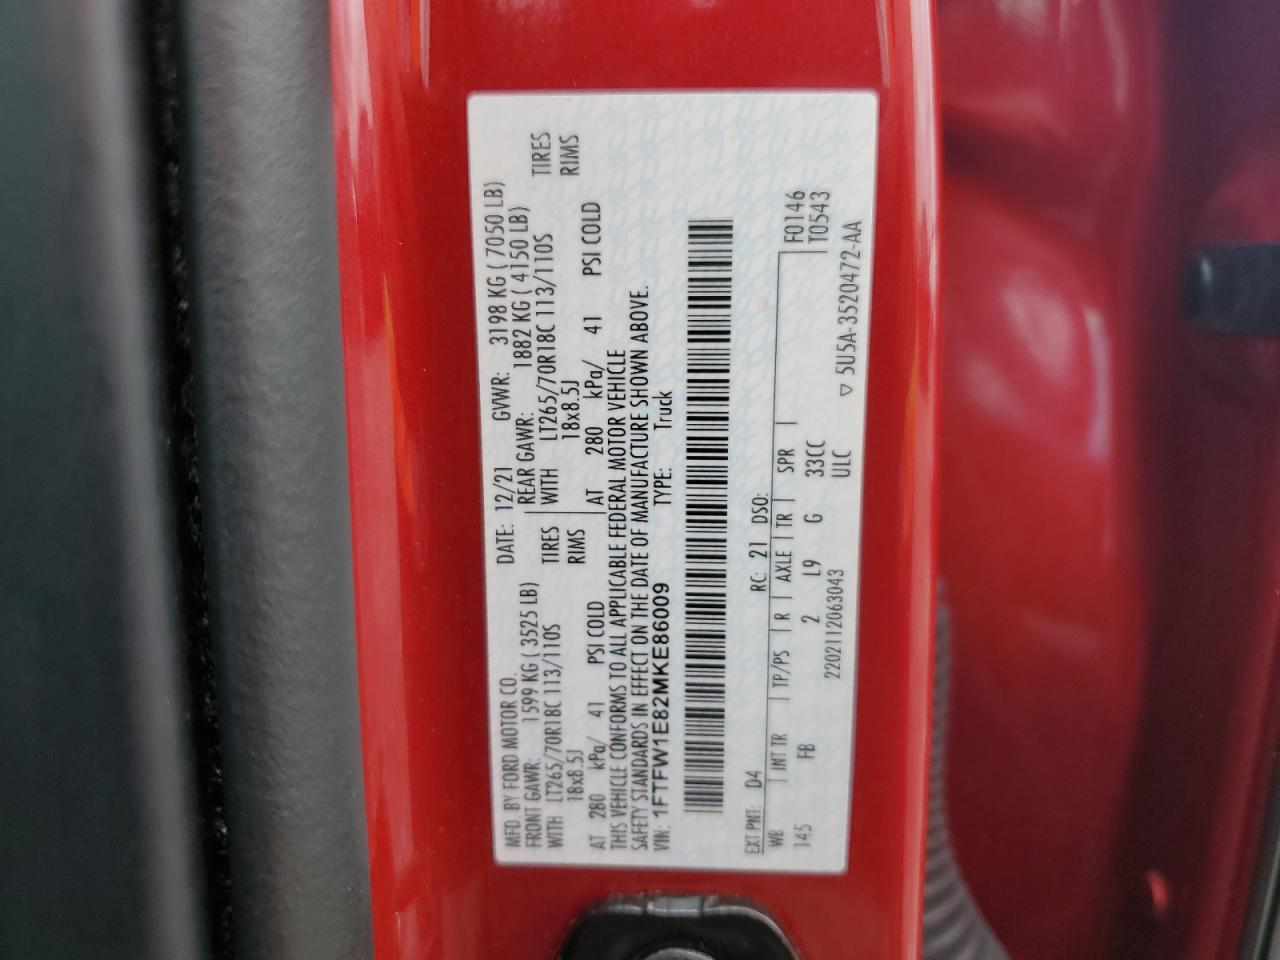 MFD. BY FORD MOTOR CO. DATE: 12/21 GVWR: 3198 KG ( 7050 LB)
FRONT GAWR: 1599 KG ( 3525 LB) REAR GAWR: 1882 KG ( 4150 LB)
WITH LT265/70R18C 113/110S TIRES WITH LT265/70R18C 113/110S TIRES
18x8.5J RIMS 18x8.5J RIMS
AT 280 kPa/ 41 PSI COLD AT 280 kPa/ 41 PSI COLD
THIS VEHICLE CONFORMS TO ALL APPLICABLE FEDERAL MOTOR VEHICLE
SAFETY STANDARDS IN EFFECT ON THE DATE OF MANUFACTURE SHOWN ABOVE.
VIN: 1FTFW1E82MKE86009 TYPE: Truck
EXT PNT: D4 RC: 21 DSO:
WB INT TR TP/PS R AXLE TR SPR F0146
145 FB 2 L9 G 33CC T0543
2202112063043 ULC ▽ 5U5A-3520472-AA